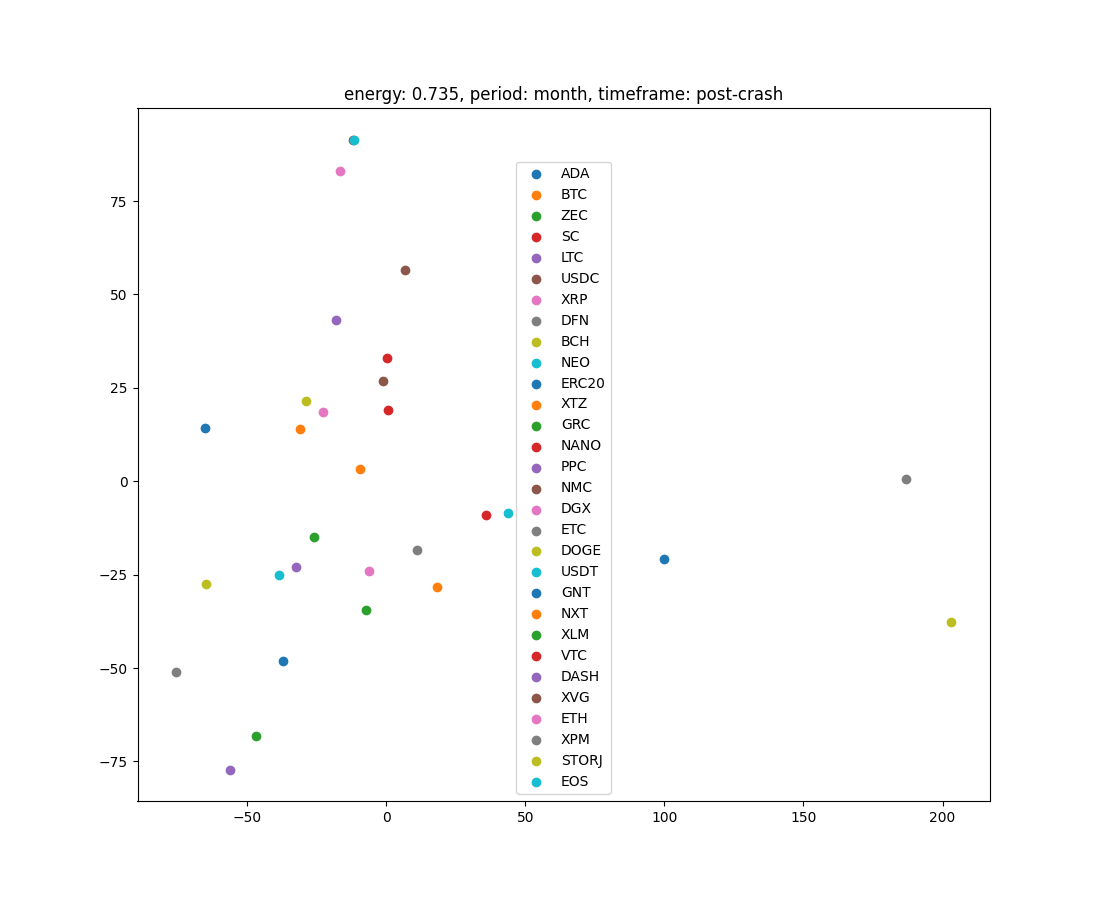 energy: 0.735, period: month, timeframe: post-crash
75
50
25
0
−25
−50
−75
−50
0
50
100
150
200
ADA
BTC
ZEC
SC
LTC
USDC
XRP
DFN
BCH
NEO
ERC20
XTZ
GRC
NANO
PPC
NMC
DGX
ETC
DOGE
USDT
GNT
NXT
XLM
VTC
DASH
XVG
ETH
XPM
STORJ
EOS